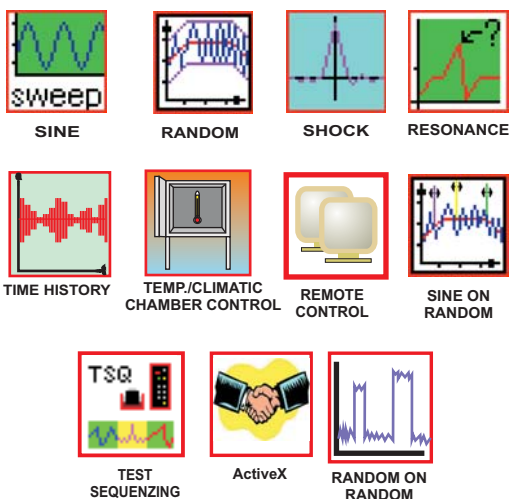 sweep
?
SINE
RANDOM
SHOCK
RESONANCE
TIME HISTORY
TEMP./CLIMATIC
CHAMBER CONTROL
REMOTE
CONTROL
SINE ON
RANDOM
TSQ
TEST
SEQUENZING
ActiveX
RANDOM ON
RANDOM